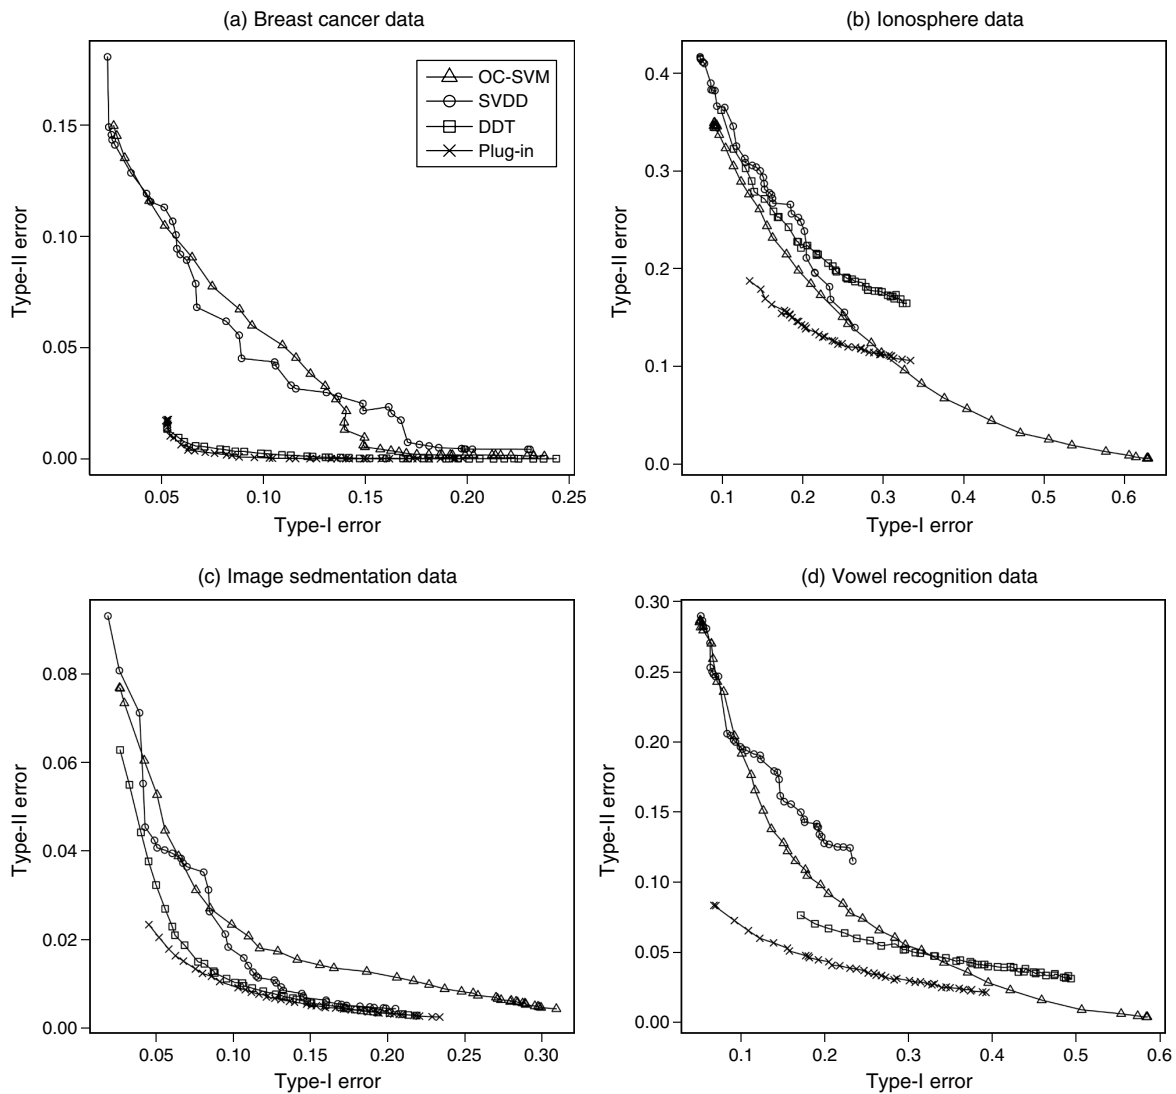 (a) Breast cancer data
OC-SVM
SVDD
DDT
Plug-in
Type-II error
0.15
0.10
0.05
0.00
0.05 0.10 0.15 0.20 0.25
Type-I error
(b) Ionosphere data
Type-II error
0.4
0.3
0.2
0.1
0.0
0.1 0.2 0.3 0.4 0.5 0.6
Type-I error
(c) Image sedmentation data
Type-II error
0.08
0.06
0.04
0.02
0.00
0.05 0.10 0.15 0.20 0.25 0.30
Type-I error
(d) Vowel recognition data
Type-II error
0.30
0.25
0.20
0.15
0.10
0.05
0.00
0.1 0.2 0.3 0.4 0.5 0.6
Type-I error